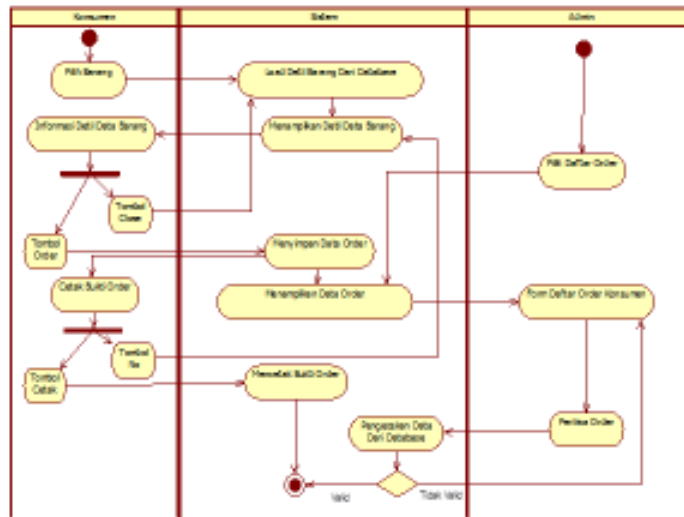 Konsumen
Sistem
Admin
Pilih Barang
Load Detil Barang Dari Database
Informasi Detil Data Barang
Menampilkan Detil Data Barang
Pilih Daftar Order
Tombol
Close
Tombol
Order
Menyimpan Data Order
Cetak Bukti Order
Menampilkan Data Order
Form Daftar Order Konsumen
Tombol
No
Tombol
Cetak
Mencetak Bukti Order
Pengecekan Data
Dari Database
Periksa Order
Valid
Tidak Valid